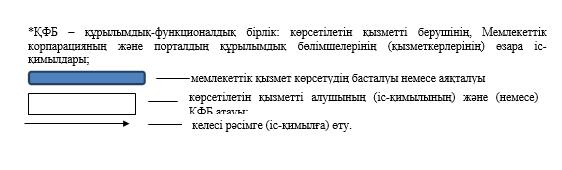 *ҚФБ – құрылымдық-функционалдық бірлік: көрсетілетін қызметті берушінің, Мемлекеттік
корпарацияның және порталдың құрылымдық бөлімшелерінің (қызметкерлерінің) өзара іс-
қимылдары;
мемлекеттік қызмет көрсетудің басталуы немесе аяқталуы
көрсетілетін қызметті алушының (іс-қимылының) және (немесе)
ҚФБ атауы;
келесі рәсімге (іс-қимылға) өту.